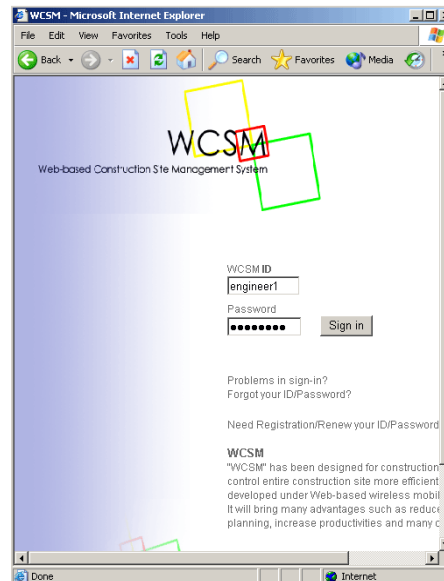 WCSM - Microsoft Internet Explorer
File Edit View Favorites Tools Help
Back Search Favorites Media
WCSM
Web-based Construction Site Management System
WCSM ID
engineer1
Password
●●●●●●●●
Sign in
Problems in sign-in?
Forgot your ID/Password?
Need Registration/Renew your ID/Password
WCSM
"WCSM" has been designed for construction
control entire construction site more efficient
developed under Web-based wireless mobil
It will bring many advantages such as reduce
planning, increase productivities and many c
Done Internet